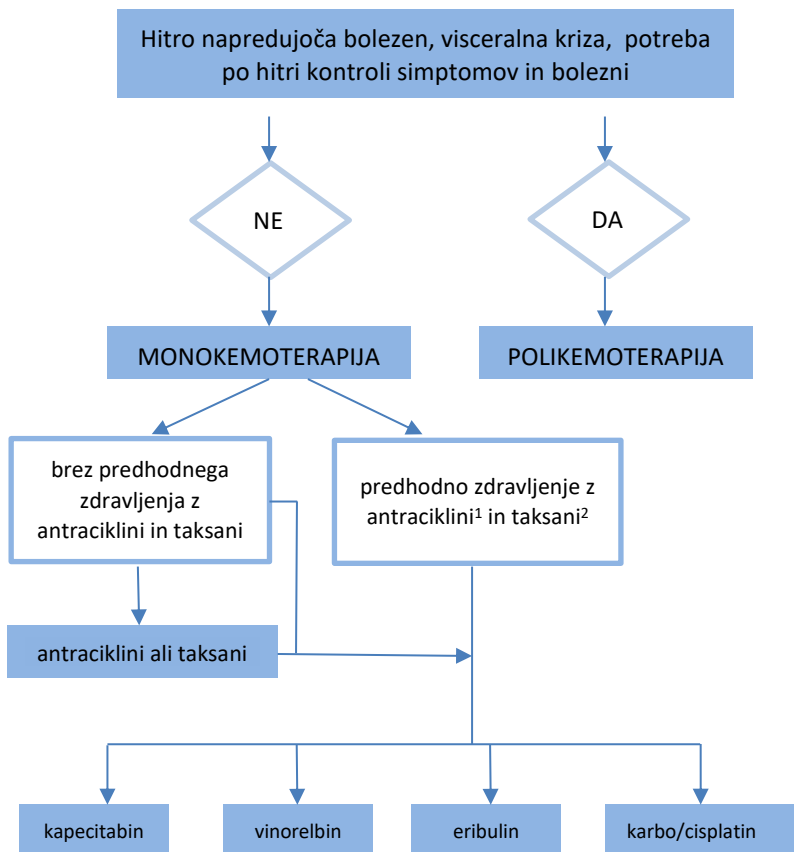 Hitro napredujoča bolezen, visceralna kriza, potreba
po hitri kontroli simptomov in bolezni
NE
DA
MONOKEMOTERAPIJA
POLIKEMOTERAPIJA
brez predhodnega
zdravljenja z
antraciklini in taksani
predhodno zdravljenje z
antraciklini¹ in taksani²
antraciklini ali taksani
kapecitabin
vinorelbin
eribulin
karbo/cisplatin